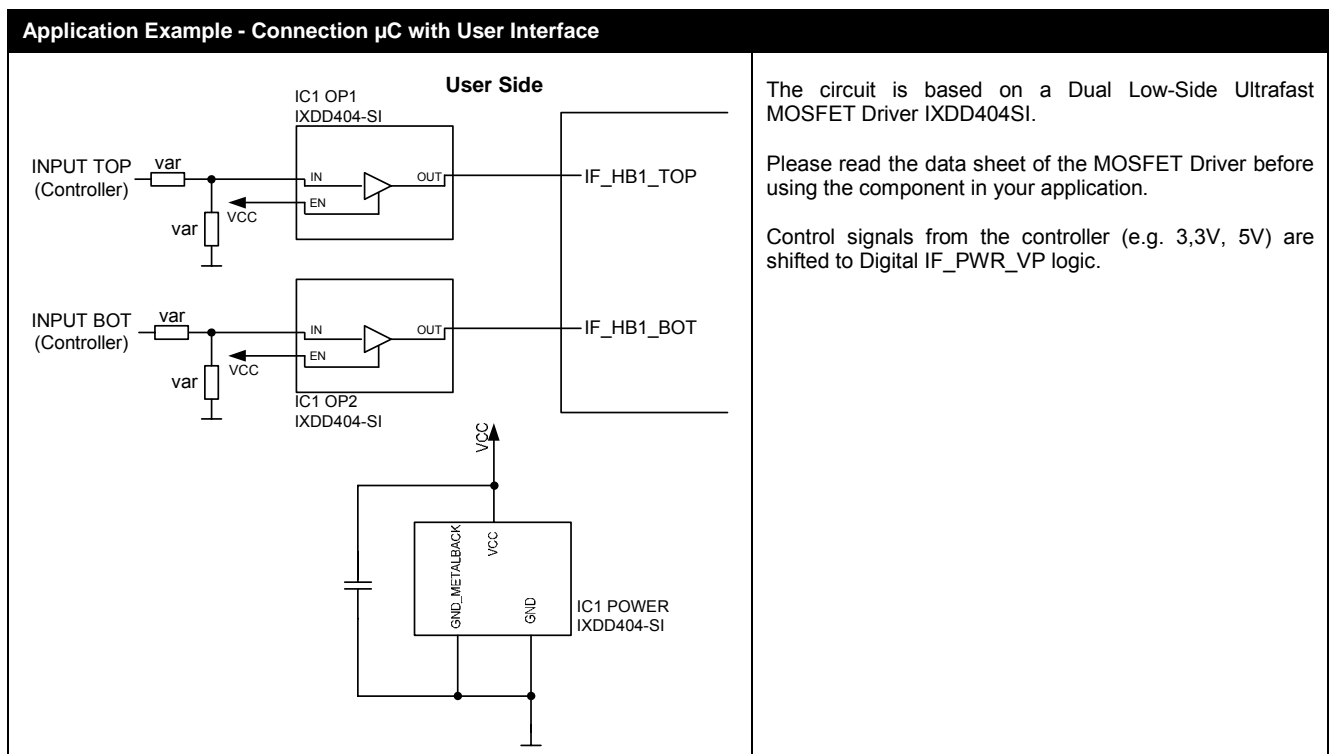 Application Example - Connection µC with User Interface
User Side
IC1 OP1
IXDD404-SI
INPUT TOP
(Controller)
var
var
VCC
IN
EN
OUT
IF_HB1_TOP
INPUT BOT
(Controller)
var
var
VCC
IN
EN
OUT
IF_HB1_BOT
IC1 OP2
IXDD404-SI
VCC
GND_METALBACK
VCC
GND
IC1 POWER
IXDD404-SI
The circuit is based on a Dual Low-Side Ultrafast
MOSFET Driver IXDD404SI.
Please read the data sheet of the MOSFET Driver before
using the component in your application.
Control signals from the controller (e.g. 3,3V, 5V) are
shifted to Digital IF_PWR_VP logic.